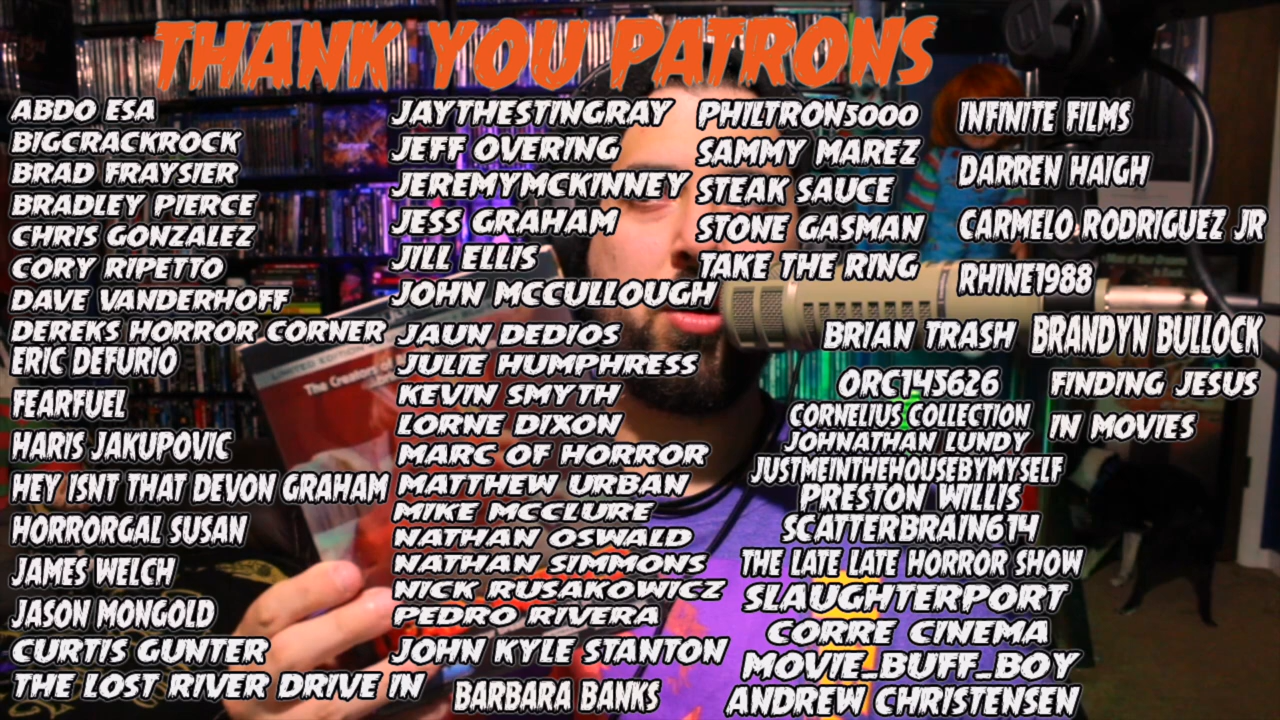 THANK YOU PATRONS
ABDO ESA
BIGCRACKROCK
BRAD FRAYSIER
BRADLEY PIERCE
CHRIS GONZALEZ
CORY RIPETTO
DAVE VANDERHOFF
DEREKS HORROR CORNER
ERIC DEFURIO
FEARFUEL
HARIS JAKUPOVIC
HEY ISNT THAT DEVON GRAHAM
HORRORGAL SUSAN
JAMES WELCH
JASON MONGOLD
CURTIS GUNTER
THE LOST RIVER DRIVE IN
JAYTHESTINGRAY
JEFF OVERING
JEREMYMCKINNEY
JESS GRAHAM
JILL ELLIS
JOHN MCCULLOUGH
JAUN DEDIOS
JULIE HUMPHRESS
KEVIN SMYTH
LORNE DIXON
MARC OF HORROR
MATTHEW URBAN
MIKE MCCLURE
NATHAN OSWALD
NATHAN SIMMONS
NICK RUSAKOWICZ
PEDRO RIVERA
JOHN KYLE STANTON
BARBARA BANKS
PHILTRON5000
SAMMY MAREZ
STEAK SAUCE
STONE GASMAN
TAKE THE RING
BRIAN TRASH
ORC145626
CORNELIUS COLLECTION
JOHNATHAN LUNDY
JUSTMEINTHEHOUSEBYMYSELF
PRESTON WILLIS
SCATTERBRAIN614
THE LATE LATE HORROR SHOW
SLAUGHTERPORT
CORRE CINEMA
MOVIE_BUFF_BOY
ANDREW CHRISTENSEN
INFINITE FILMS
DARREN HAIGH
CARMELO RODRIGUEZ JR
RHINE1988
BRANDYN BULLOCK
FINDING JESUS
IN MOVIES
LIMITED EDITION
The Creators of